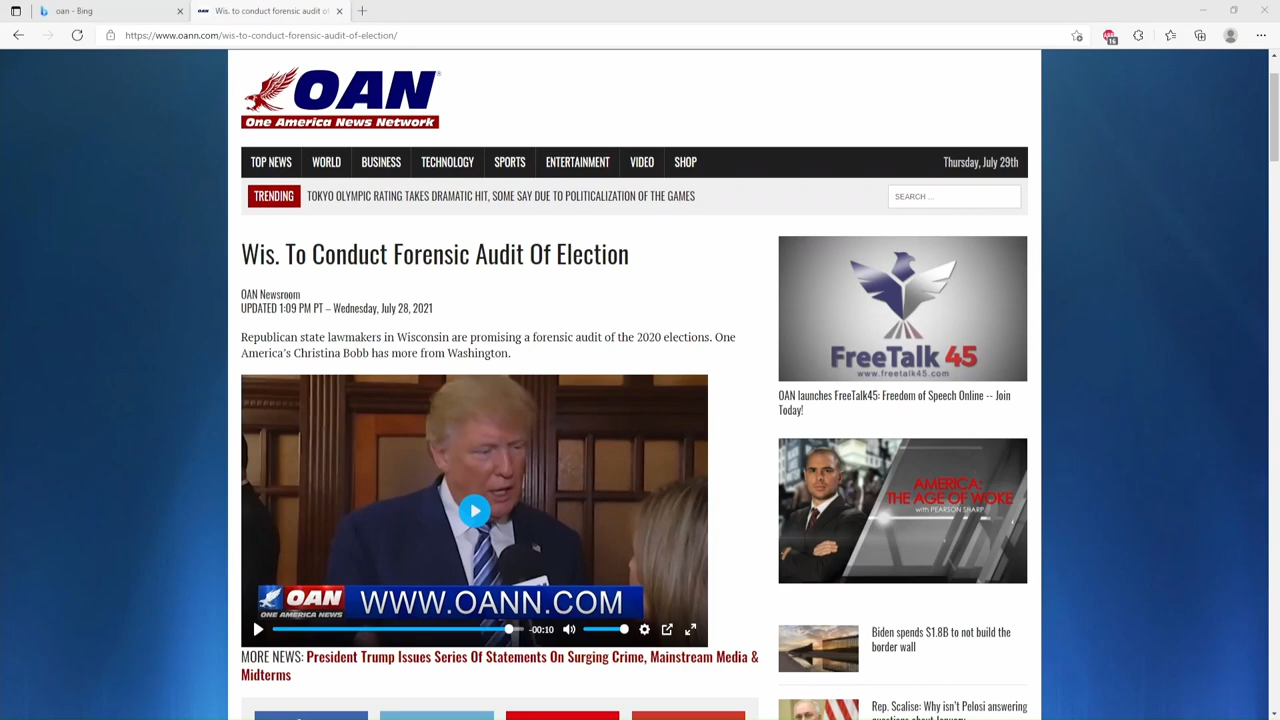 oan - Bing
Wis. to conduct forensic audit of
https://www.oann.com/wis-to-conduct-forensic-audit-of-election/
16
OAN
One America News Network
TOP NEWS WORLD BUSINESS TECHNOLOGY SPORTS ENTERTAINMENT VIDEO SHOP Thursday, July 29th
TRENDING TOKYO OLYMPIC RATING TAKES DRAMATIC HIT, SOME SAY DUE TO POLITICALIZATION OF THE GAMES
SEARCH ...
Wis. To Conduct Forensic Audit Of Election
OAN Newsroom
UPDATED 1:09 PM PT – Wednesday, July 28, 2021
Republican state lawmakers in Wisconsin are promising a forensic audit of the 2020 elections. One
America's Christina Bobb has more from Washington.
OAN
ONE AMERICA NEWS
WWW.OANN.COM
-00:10
MORE NEWS: President Trump Issues Series Of Statements On Surging Crime, Mainstream Media &
Midterms
FreeTalk 45
www.freetalk45.com
OAN launches FreeTalk45: Freedom of Speech Online -- Join
Today!
AMERICA:
THE AGE OF WOKE
with PEARSON SHARP
Biden spends $1.8B to not build the
border wall
Rep. Scalise: Why isn't Pelosi answering
questions about January